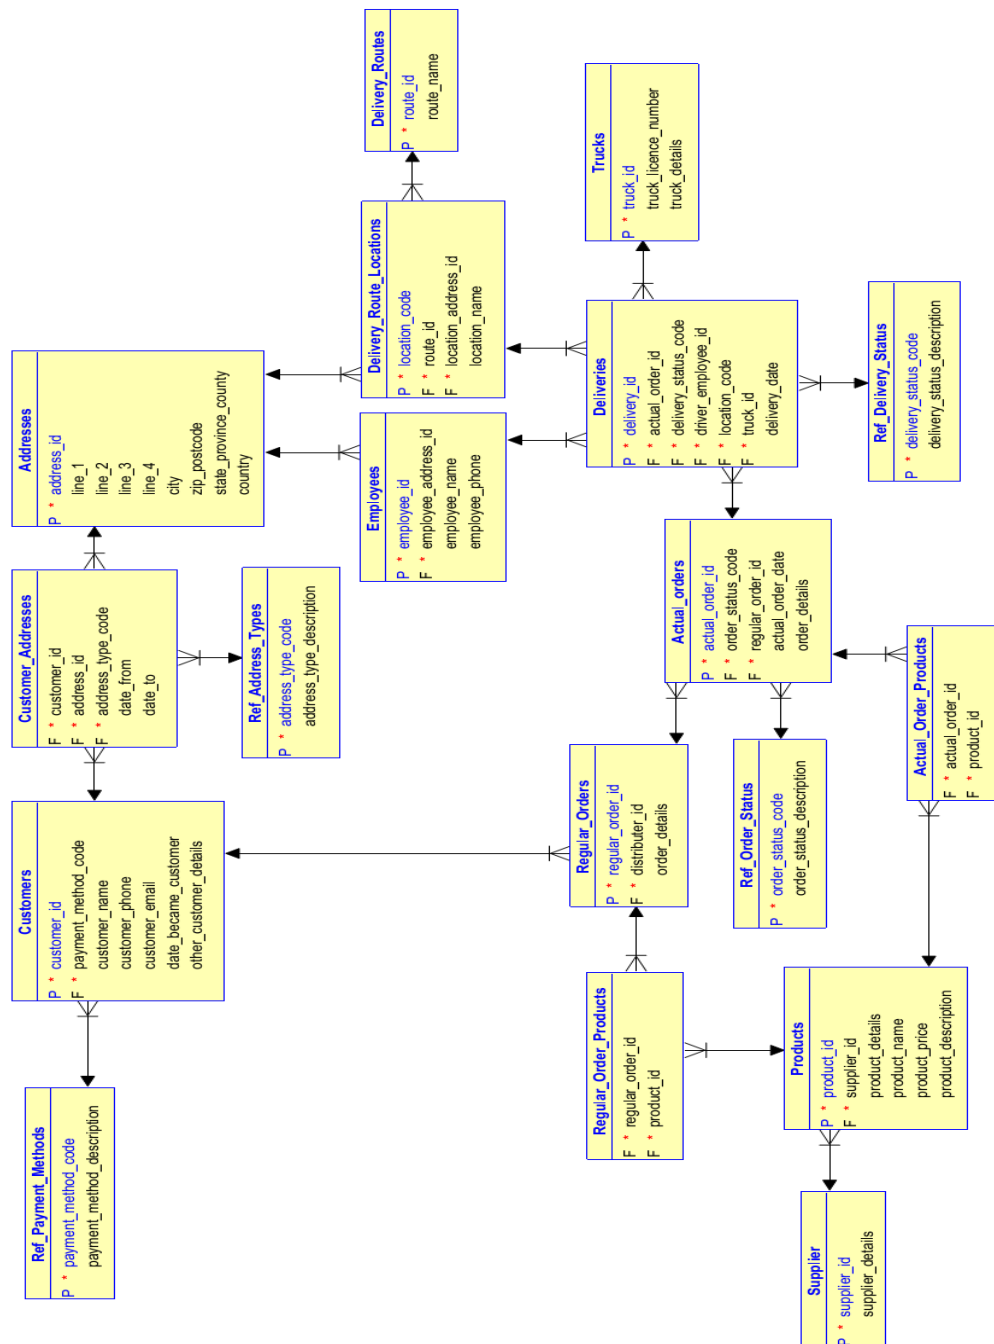 Ref_Payment_Methods
P * payment_method_code
payment_method_description
Customers
P * customer_id
F * payment_method_code
customer_name
customer_phone
customer_email
date_became_customer
other_customer_details
Customer_Addresses
F * customer_id
F * address_id
F * address_type_code
date_from
date_to
Addresses
P * address_id
line_1
line_2
line_3
line_4
city
zip_postcode
state_province_county
country
Ref_Address_Types
P * address_type_code
address_type_description
Employees
P * employee_id
F * employee_address_id
employee_name
employee_phone
Delivery_Route_Locations
P * location_code
F * route_id
F * location_address_id
location_name
Delivery_Routes
P * route_id
route_name
Regular_Order_Products
F * regular_order_id
F * product_id
Regular_Orders
P * regular_order_id
F * distributer_id
order_details
Actual_orders
P * actual_order_id
F * order_status_code
F * regular_order_id
actual_order_date
order_details
Deliveries
P * delivery_id
F * actual_order_id
F * delivery_status_code
F * driver_employee_id
F * location_code
F * truck_id
delivery_date
Trucks
P * truck_id
truck_licence_number
truck_details
Ref_Order_Status
P * order_status_code
order_status_description
Supplier
P * supplier_id
supplier_details
Products
P * product_id
F * supplier_id
product_details
product_name
product_price
product_description
Actual_Order_Products
F * actual_order_id
F * product_id
Ref_Delivery_Status
P * delivery_status_code
delivery_status_description